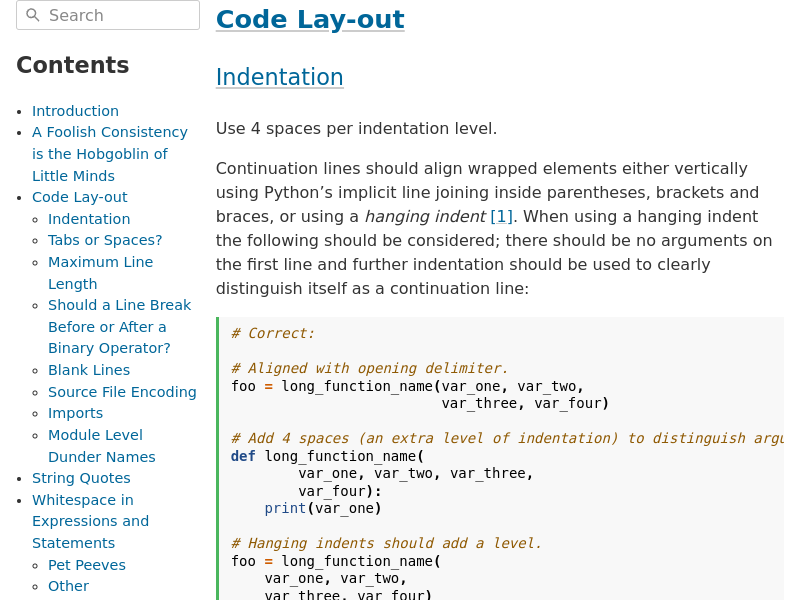 Search
Contents
Introduction
A Foolish Consistency
is the Hobgoblin of
Little Minds
Code Lay-out
Indentation
Tabs or Spaces?
Maximum Line
Length
Should a Line Break
Before or After a
Binary Operator?
Blank Lines
Source File Encoding
Imports
Module Level
Dunder Names
String Quotes
Whitespace in
Expressions and
Statements
Pet Peeves
Other
Code Lay-out
Indentation
Use 4 spaces per indentation level.
Continuation lines should align wrapped elements either vertically
using Python’s implicit line joining inside parentheses, brackets and
braces, or using a hanging indent [1]. When using a hanging indent
the following should be considered; there should be no arguments on
the first line and further indentation should be used to clearly
distinguish itself as a continuation line:
# Correct:
# Aligned with opening delimiter.
foo = long_function_name(var_one, var_two,
                         var_three, var_four)
# Add 4 spaces (an extra level of indentation) to distinguish argu
def long_function_name(
        var_one, var_two, var_three,
        var_four):
    print(var_one)
# Hanging indents should add a level.
foo = long_function_name(
    var_one, var_two,
    var_three, var_four)